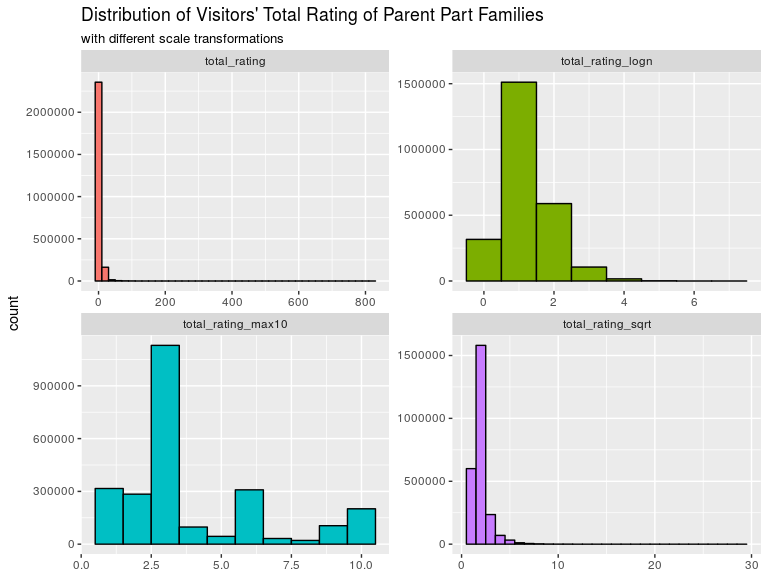 Distribution of Visitors' Total Rating of Parent Part Families
with different scale transformations
total_rating
total_rating_logn
2000000
1500000
1000000
500000
0
0 200 400 600 800
1500000
1000000
500000
0
0 2 4 6
count
total_rating_max10
total_rating_sqrt
900000
600000
300000
0
0.0 2.5 5.0 7.5 10.0
1500000
1000000
500000
0
0 10 20 30